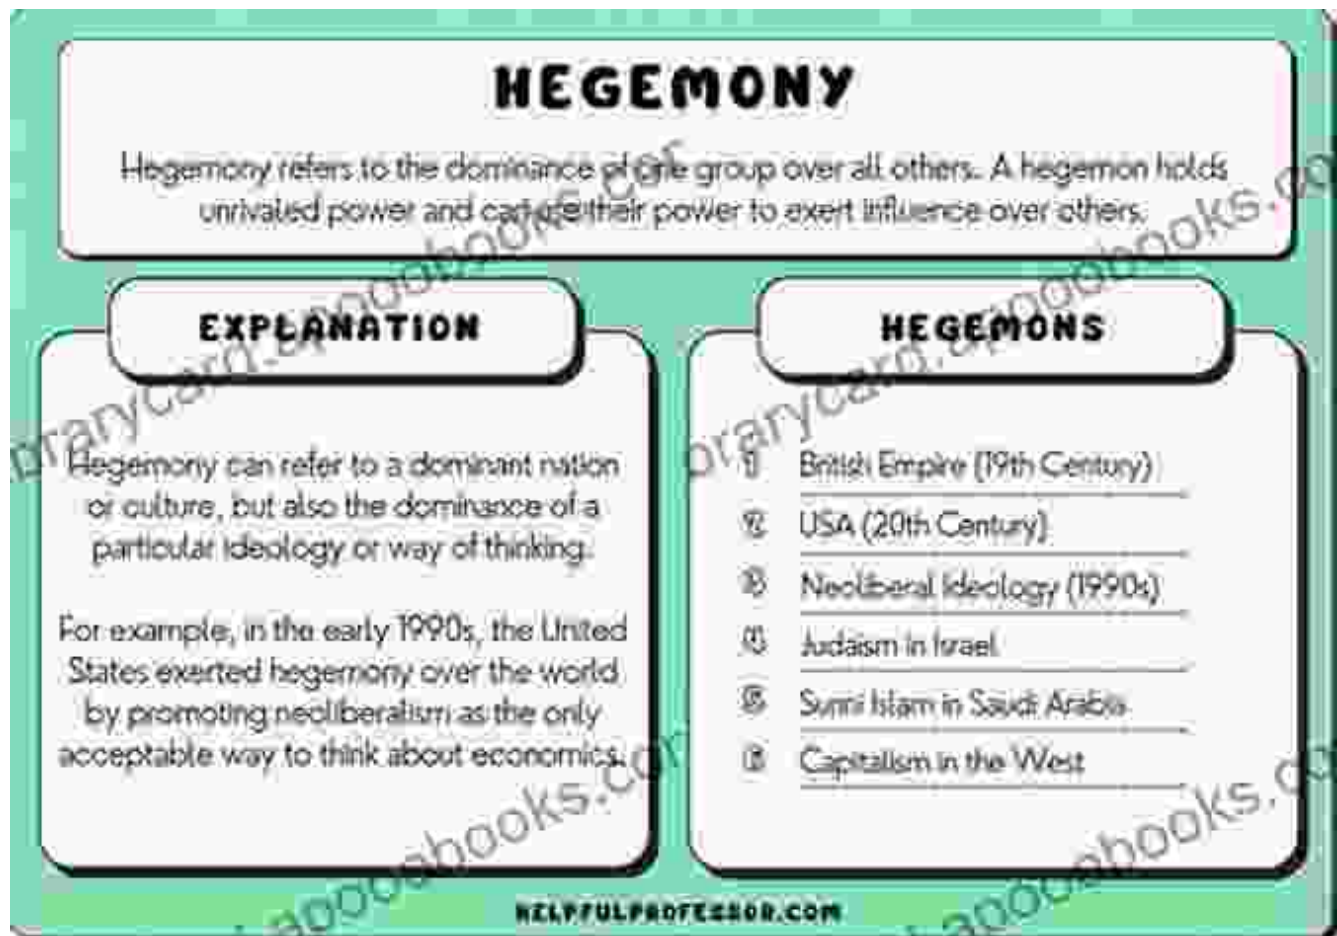 HEGEMONY
Hegemony refers to the dominance of one group over all others. A hegemon holds
unrivaled power and can use their power to exert influence over others.
EXPLANATION
Hegemony can refer to a dominant nation
or culture, but also the dominance of a
particular ideology or way of thinking.
For example, in the early 1990s, the United
States exerted hegemony over the world
by promoting neoliberalism as the only
acceptable way to think about economics.
HEGEMONS
1 British Empire (19th Century)
2 USA (20th Century)
3 Neoliberal Ideology (1990s)
4 Judaism in Israel
5 Sunni Islam in Saudi Arabia
6 Capitalism in the West
HELPFULPROFESSOR.COM